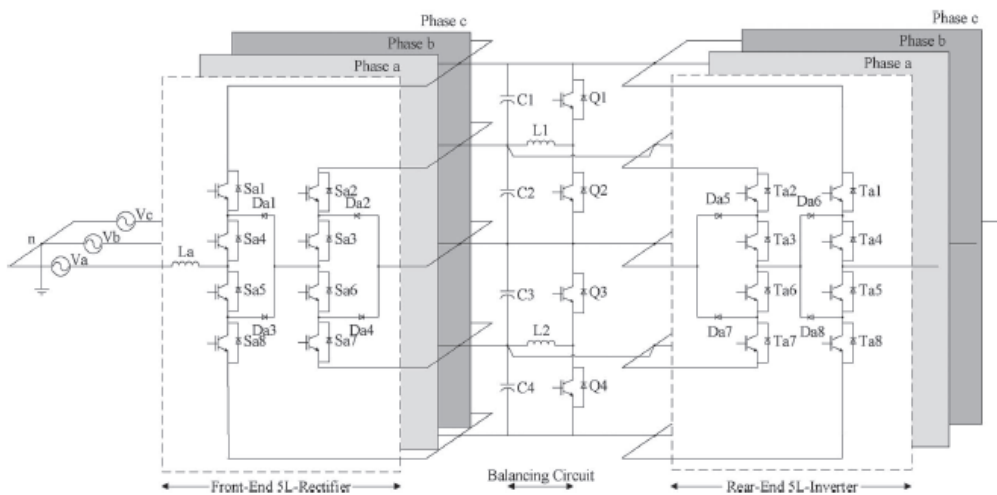 Phase c
Phase b
Phase a
Phase c
Phase b
Phase a
C1
Q1
L1
C2
Q2
Sa1
Sa2
Da1
Da2
Sa4
Sa3
Sa5
Sa6
Da3
Da4
Sa8
Sa7
n
Vc
Vb
Va
La
C3
Q3
L2
C4
Q4
Da5
Ta2
Da6
Ta1
Ta3
Ta4
Ta6
Ta5
Da7
Ta7
Da8
Ta8
Front-End 5L-Rectifier
Balancing Circuit
Rear-End 5L-Inverter